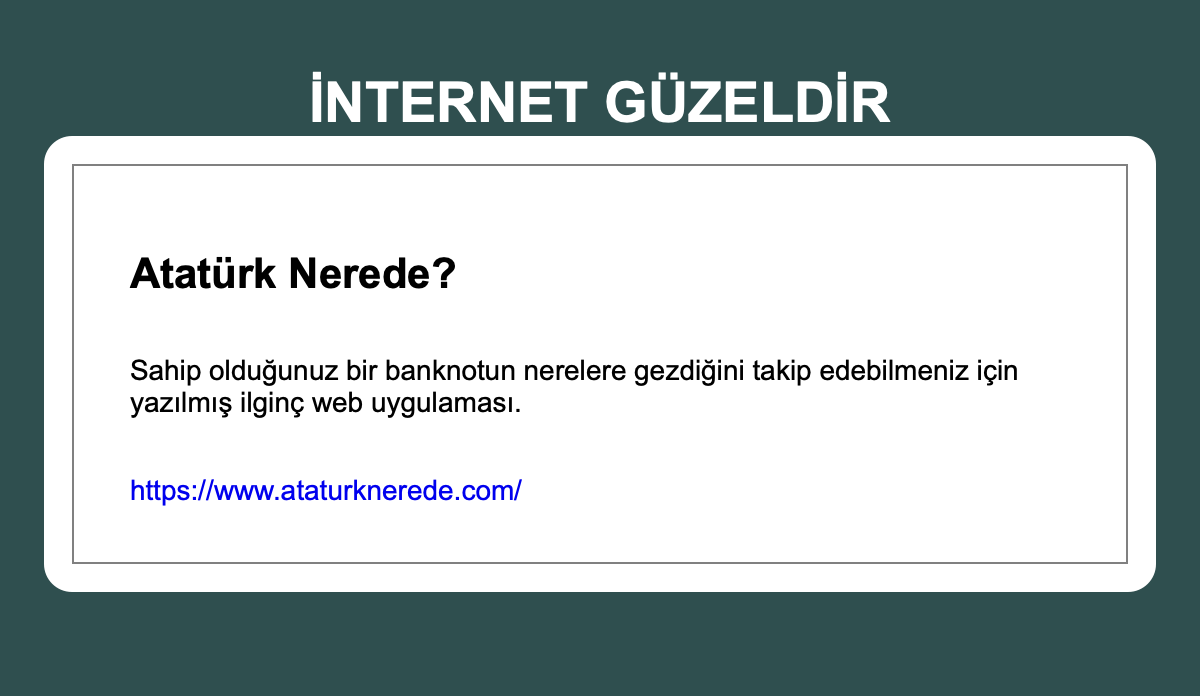 İNTERNET GÜZELDİR
Atatürk Nerede?
Sahip olduğunuz bir banknotun nerelere gezdiğini takip edebilmeniz için
yazılmış ilginç web uygulaması.
https://www.ataturknerede.com/